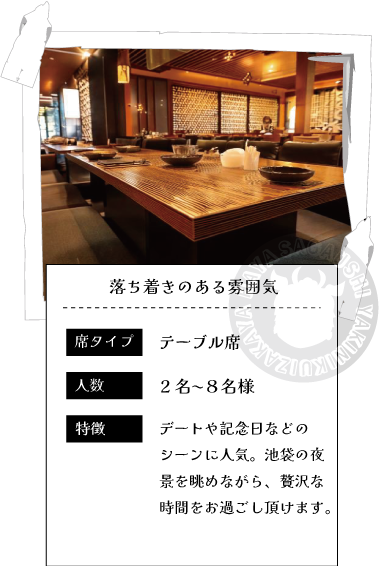 落ち着きのある雰囲気
席タイプ テーブル席
人数 2名~8名様
特徴 デートや記念日などの
シーンに人気。池袋の夜
景を眺めながら、贅沢な
時間をお過ごし頂けます。
YAKINIKUIZAKAYA